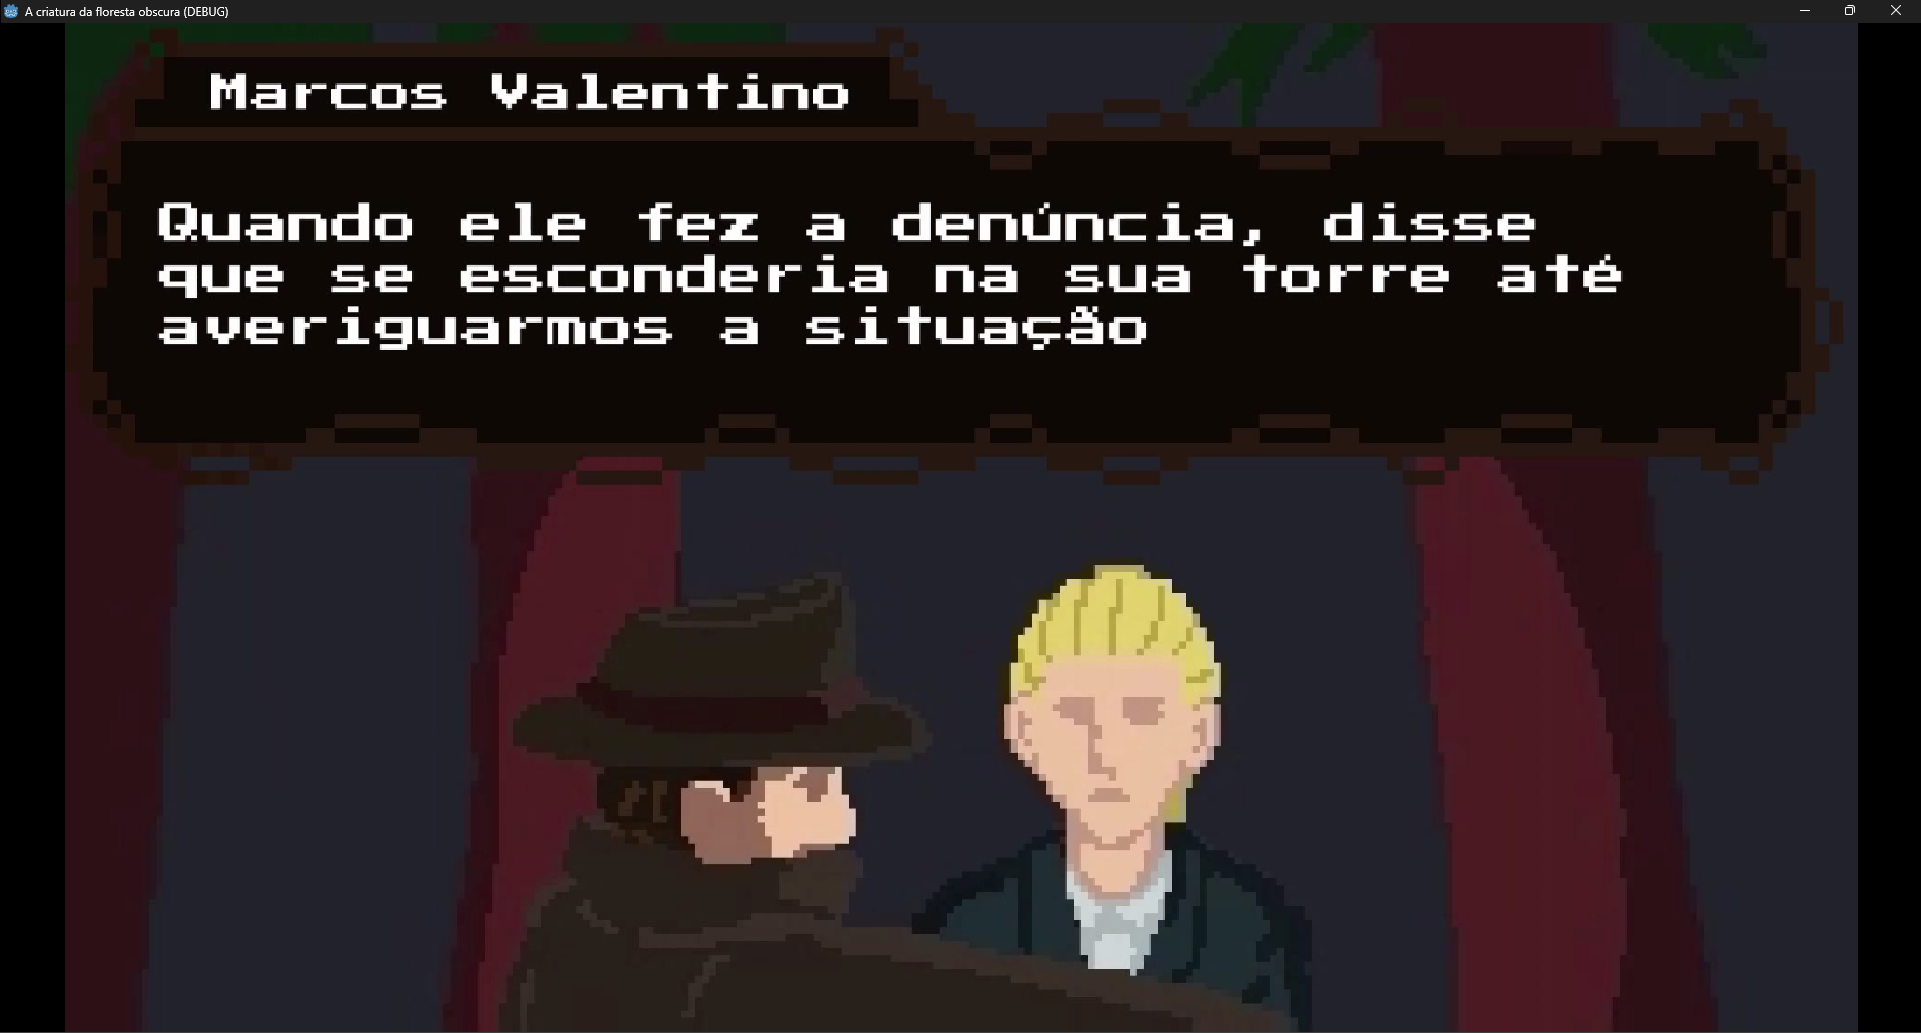 A criatura da floresta obscura (DEBUG)
Marcos Valentino
Quando ele fez a denúncia, disse
que se esconderia na sua torre até
averiguarmos a situação